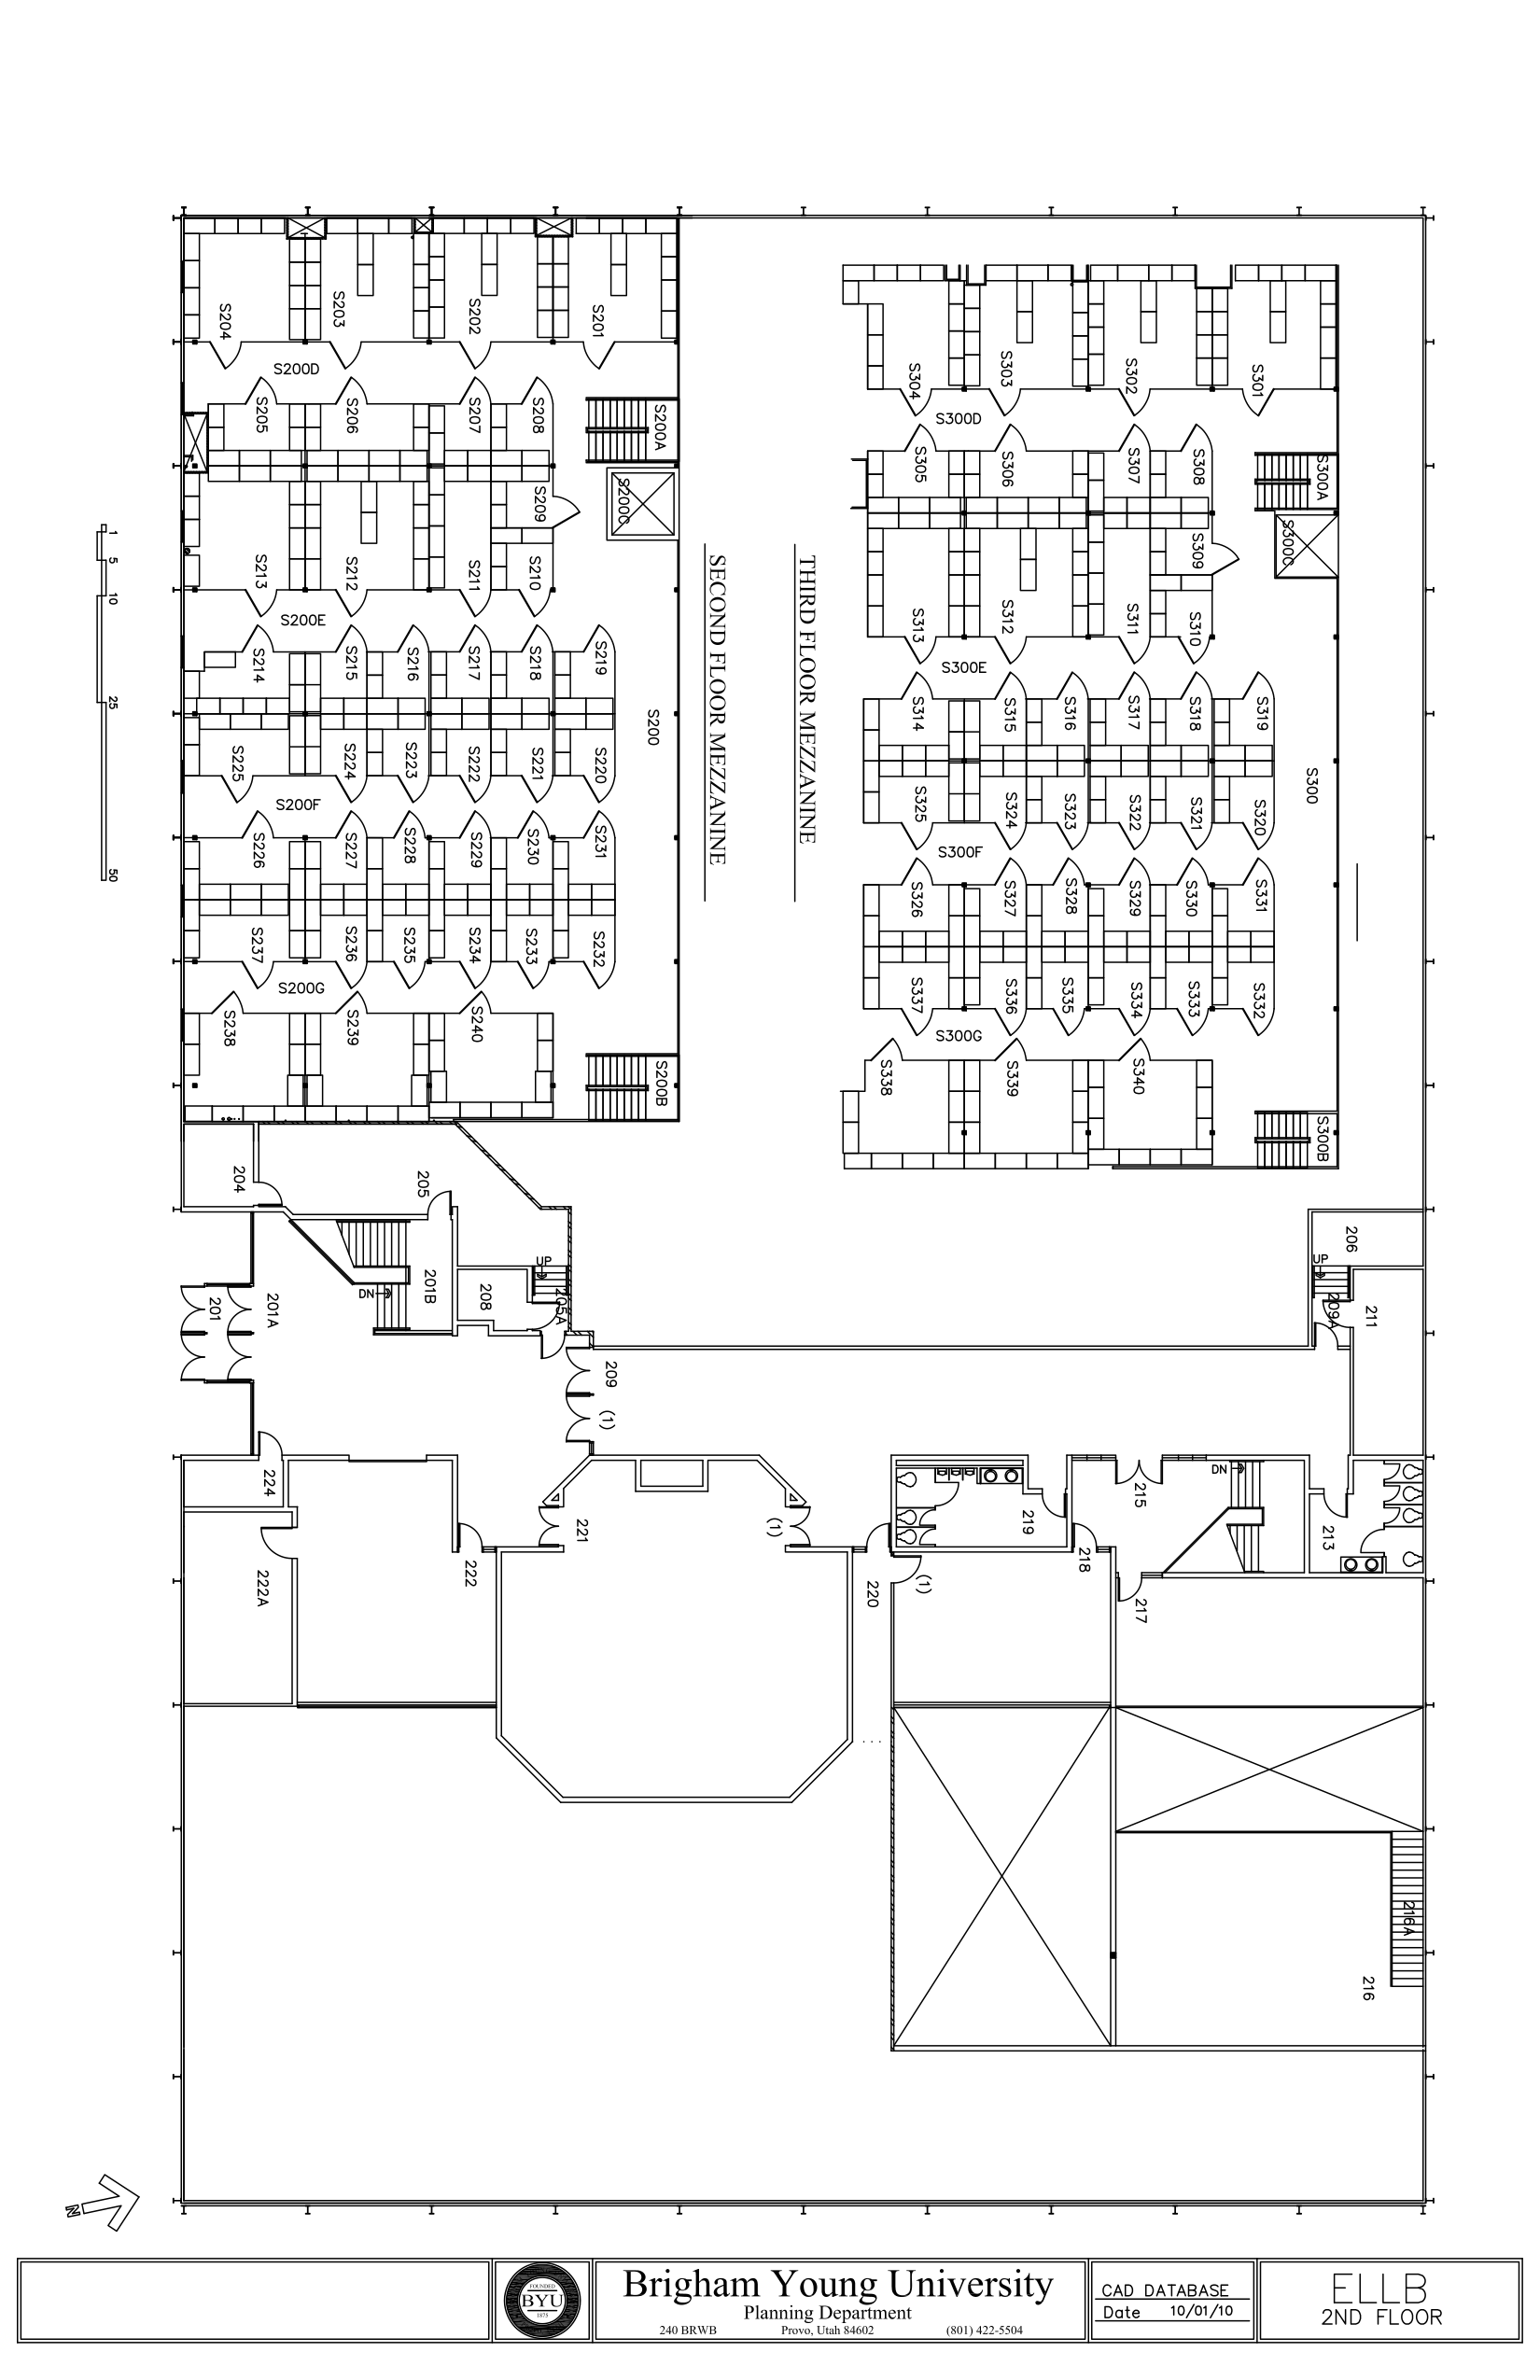 S204
S203
S202
S201
S200D
S205
S206
S207
S208
S200A
S209
S200C
S213
S212
S211
S210
S200E
S214
S215
S216
S217
S218
S219
S200
S225
S224
S223
S222
S221
S220
S200F
S226
S227
S228
S229
S230
S231
S237
S236
S235
S234
S233
S232
S200G
S238
S239
S240
S200B
SECOND FLOOR MEZZANINE
THIRD FLOOR MEZZANINE
S304
S303
S302
S301
S300D
S305
S306
S307
S308
S300A
S309
S300C
S313
S312
S311
S310
S300E
S314
S315
S316
S317
S318
S319
S300
S325
S324
S323
S322
S321
S320
S300F
S326
S327
S328
S329
S330
S331
S337
S336
S335
S334
S333
S332
S300G
S338
S339
S340
S300B
1
5
10
25
50
204
205
206
UP
UP
201
201A
DN
201B
208
205A
209A
211
209
(1)
224
222A
222
221
(1)
220
(1)
219
218
215
DN
217
213
216A
216
N
FOUNDED
BYU
1875
Brigham Young University
Planning Department
240 BRWB Provo, Utah 84602 (801) 422-5504
CAD DATABASE
Date 10/01/10
ELLB
2ND FLOOR